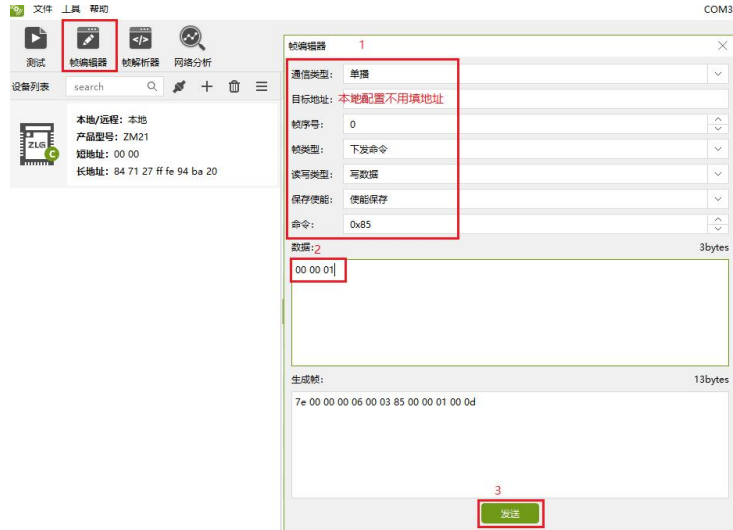 文件 工具 帮助 COM3
测试 帧编辑器 帧解析器 网络分析
设备列表 search
ZLG C
本地/远程: 本地
产品型号: ZM21
短地址: 00 00
长地址: 84 71 27 ff fe 94 ba 20
帧编辑器 1
通信类型: 单播
目标地址: 本地配置不用填地址
帧序号: 0
帧类型: 下发命令
读写类型: 写数据
保存使能: 使能保存
命令: 0x85
数据: 2 3bytes
00 00 01
生成帧: 13bytes
7e 00 00 00 06 00 03 85 00 00 01 00 0d
3
发送